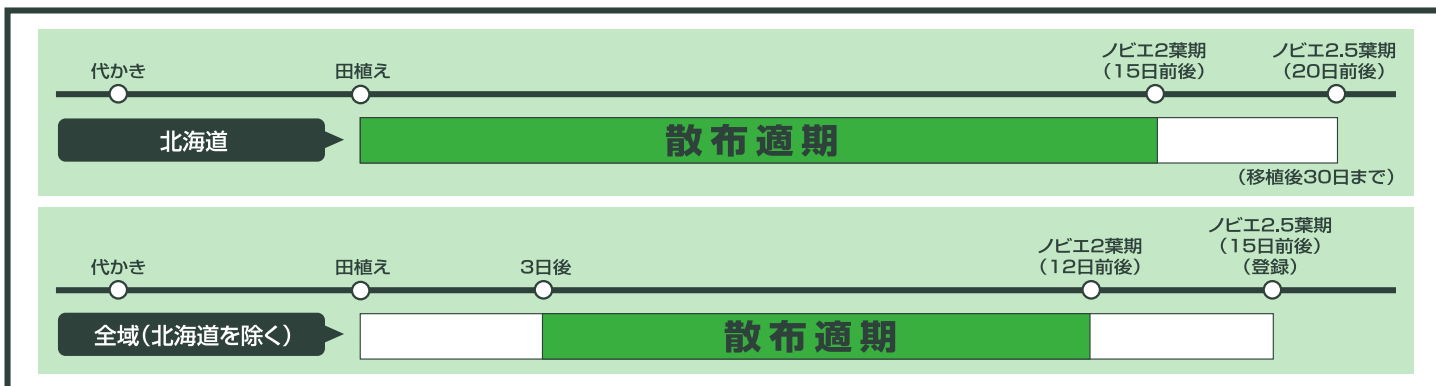 代かき
田植え
ノビエ2葉期
(15日前後)
ノビエ2.5葉期
(20日前後)
北海道
散布適期
(移植後30日まで)
代かき
田植え
3日後
ノビエ2葉期
(12日前後)
ノビエ2.5葉期
(15日前後)
(登録)
全域(北海道を除く)
散布適期